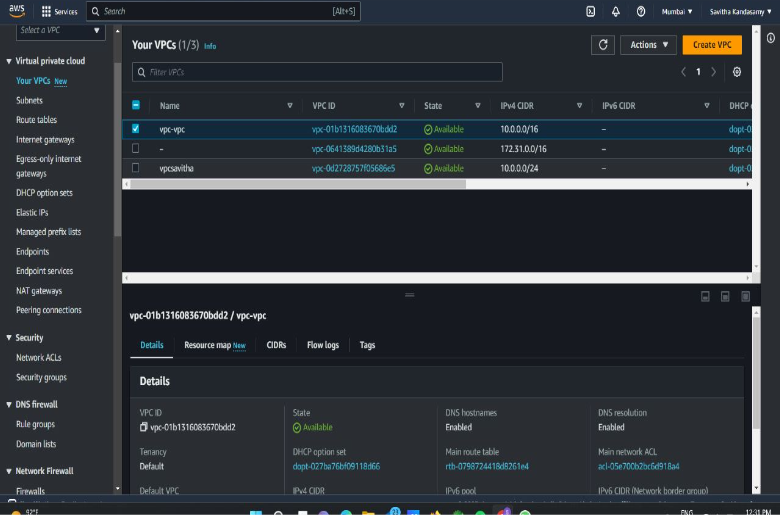 aws
Services
Search
[Alt+S]
Mumbai
Savitha Kandasamy
Select a VPC
Virtual private cloud
Your VPCs New
Subnets
Route tables
Internet gateways
Egress-only internet
gateways
DHCP option sets
Elastic IPs
Managed prefix lists
Endpoints
Endpoint services
NAT gateways
Peering connections
Security
Network ACLs
Security groups
DNS firewall
Rule groups
Domain lists
Network Firewall
Firewalls
Your VPCs (1/3) Info
Actions
Create VPC
Filter VPCs
1
Name VPC ID State IPv4 CIDR IPv6 CIDR DHCP
vpc-vpc vpc-01b1316083670bdd2 Available 10.0.0.0/16 – dopt-0
– vpc-0641389d4280b31a5 Available 172.31.0.0/16 – dopt-0
vpcsavitha vpc-0d2728757f05686e5 Available 10.0.0.0/24 – dopt-0
vpc-01b1316083670bdd2 / vpc-vpc
Details Resource map New CIDRs Flow logs Tags
Details
VPC ID
vpc-01b1316083670bdd2
State
Available
DNS hostnames
Enabled
DNS resolution
Enabled
Tenancy
Default
DHCP option set
dopt-027ba76bf09118d66
Main route table
rtb-0798724418d8261e4
Main network ACL
acl-05e700b2bc6d918a4
Default VPC
IPv4 CIDR
IPv6 pool
IPv6 CIDR (Network border group)
92°F
ENG
12:31 PM